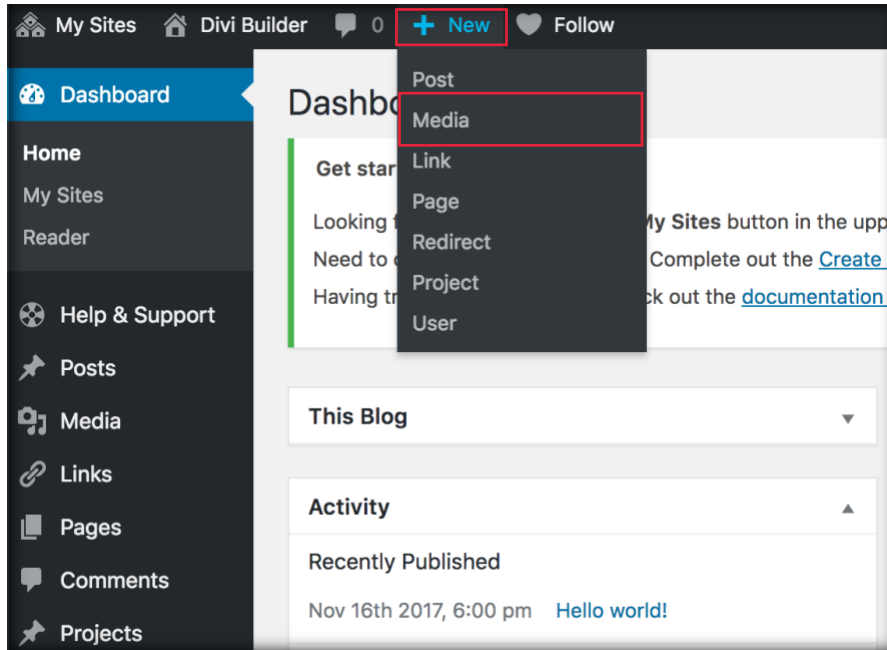 My Sites Divi Builder 0 + New Follow
Dashboard
Home
My Sites
Reader
Help & Support
Posts
Media
Links
Pages
Comments
Projects
Post
Media
Link
Page
Redirect
Project
User
Dashbo
Get star
Looking My Sites button in the upp
Need to Complete out the Create
Having tr ck out the documentation
This Blog
Activity
Recently Published
Nov 16th 2017, 6:00 pm Hello world!